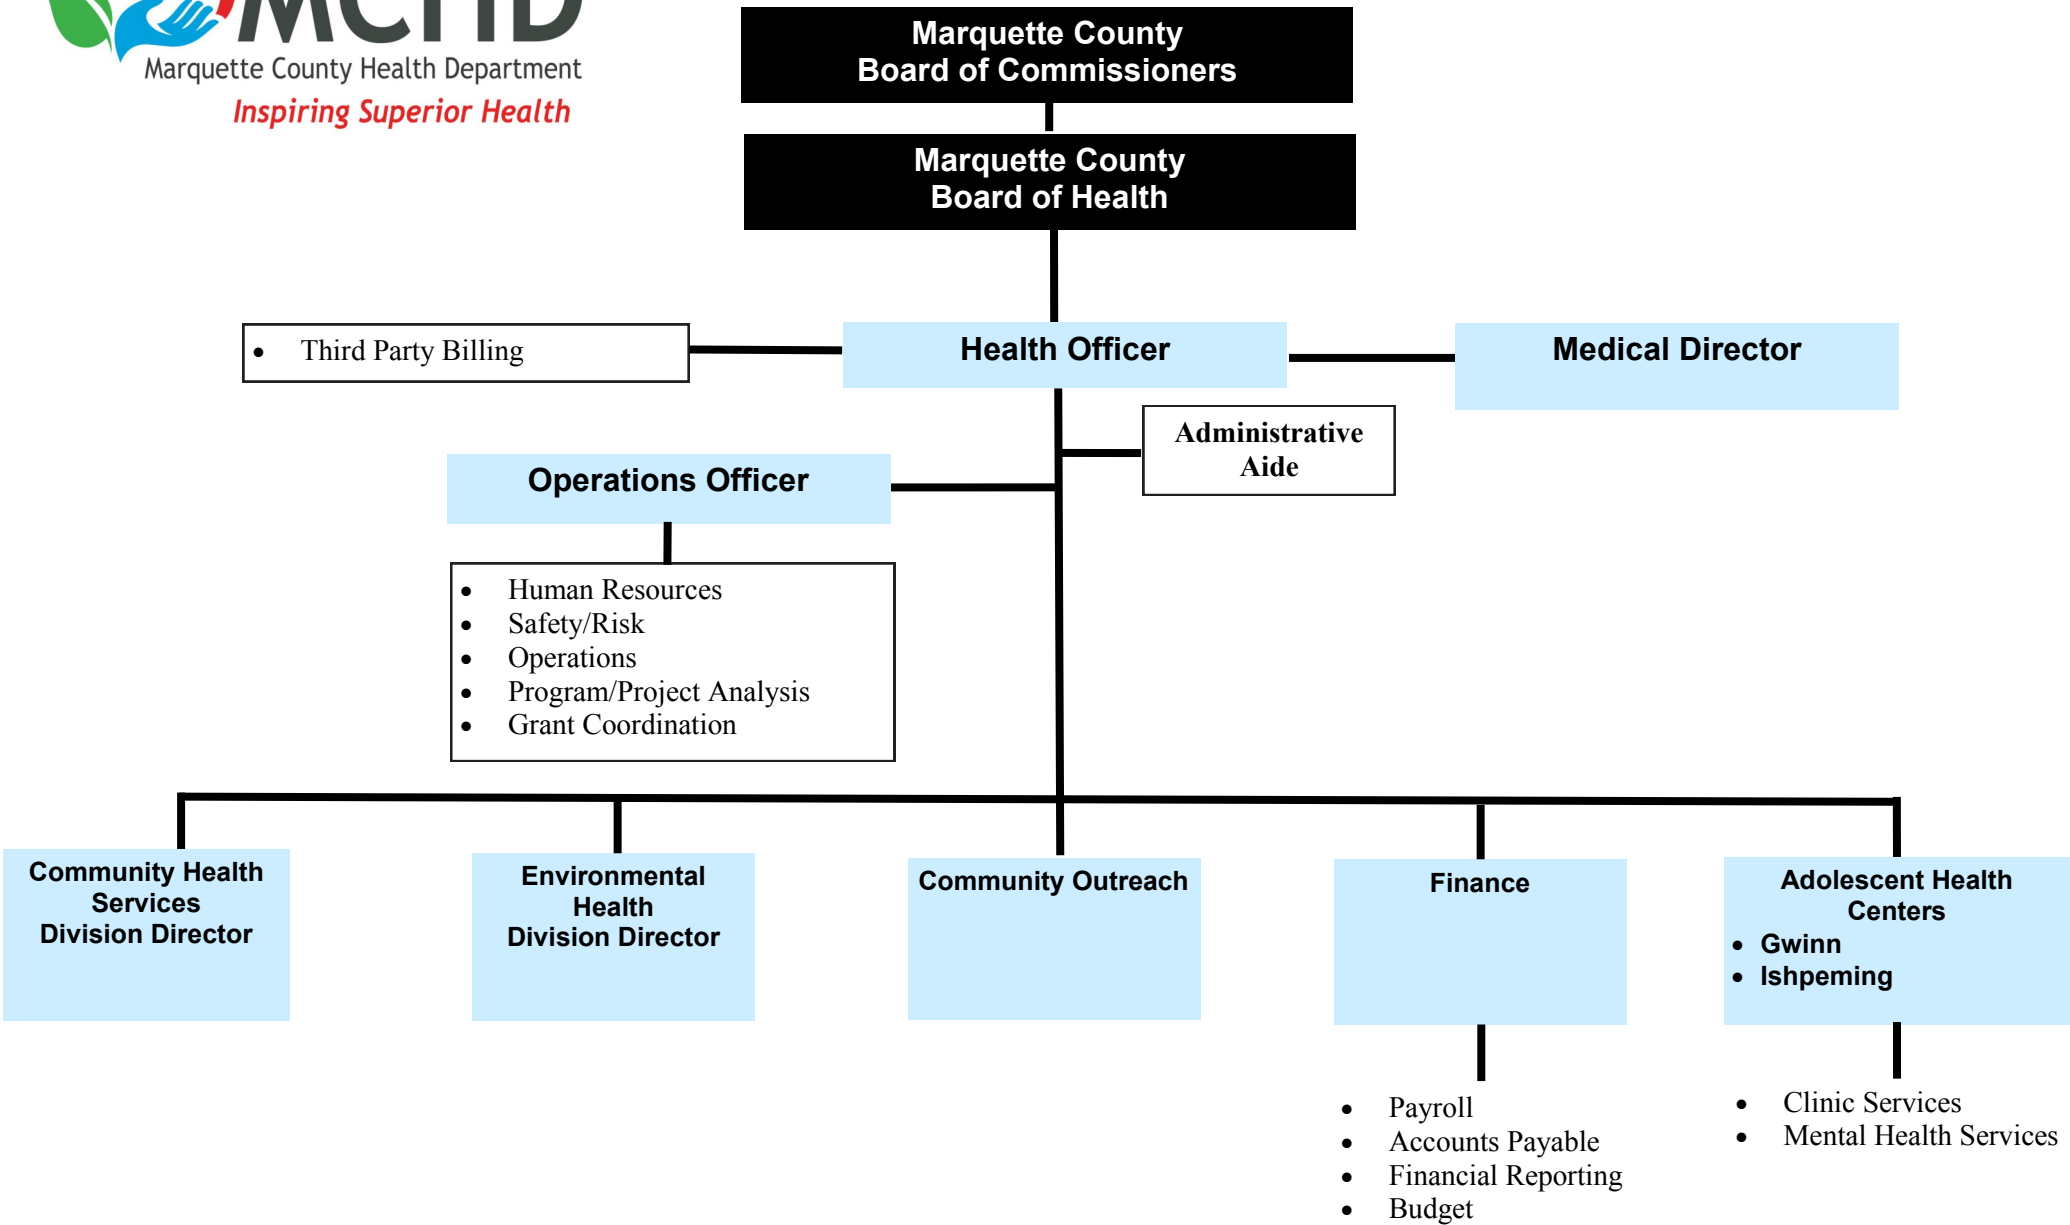 MCHD
Marquette County Health Department
Inspiring Superior Health
Marquette County
Board of Commissioners
Marquette County
Board of Health
• Third Party Billing
Health Officer
Medical Director
Administrative
Aide
Operations Officer
• Human Resources
• Safety/Risk
• Operations
• Program/Project Analysis
• Grant Coordination
Community Health
Services
Division Director
Environmental
Health
Division Director
Community Outreach
Finance
Adolescent Health
Centers
• Gwinn
• Ishpeming
• Payroll
• Accounts Payable
• Financial Reporting
• Budget
• Clinic Services
• Mental Health Services